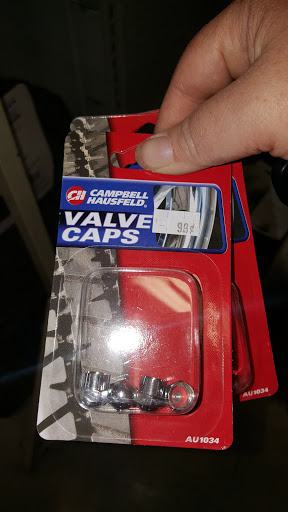 CH CAMPBELL
HAUSFELD®
VALVE
CAPS
99¢
AU1034
AU1034